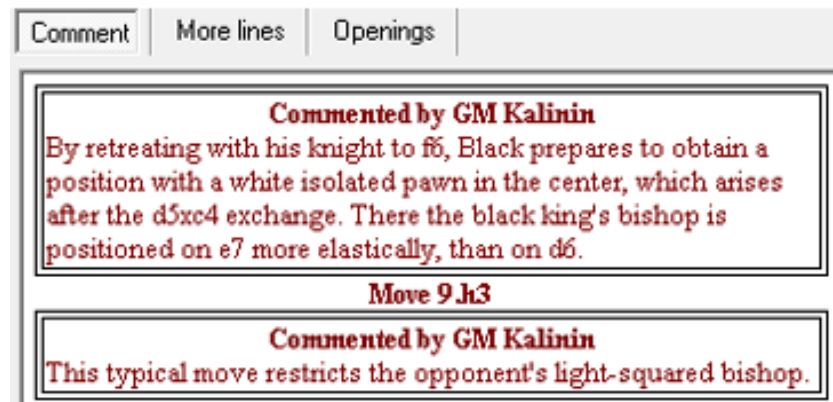 Comment More lines Openings
Commented by GM Kalinin
By retreating with his knight to f6, Black prepares to obtain a
position with a white isolated pawn in the center, which arises
after the d5xc4 exchange. There the black king's bishop is
positioned on e7 more elastically, than on d6.
Move 9.h3
Commented by GM Kalinin
This typical move restricts the opponent's light-squared bishop.